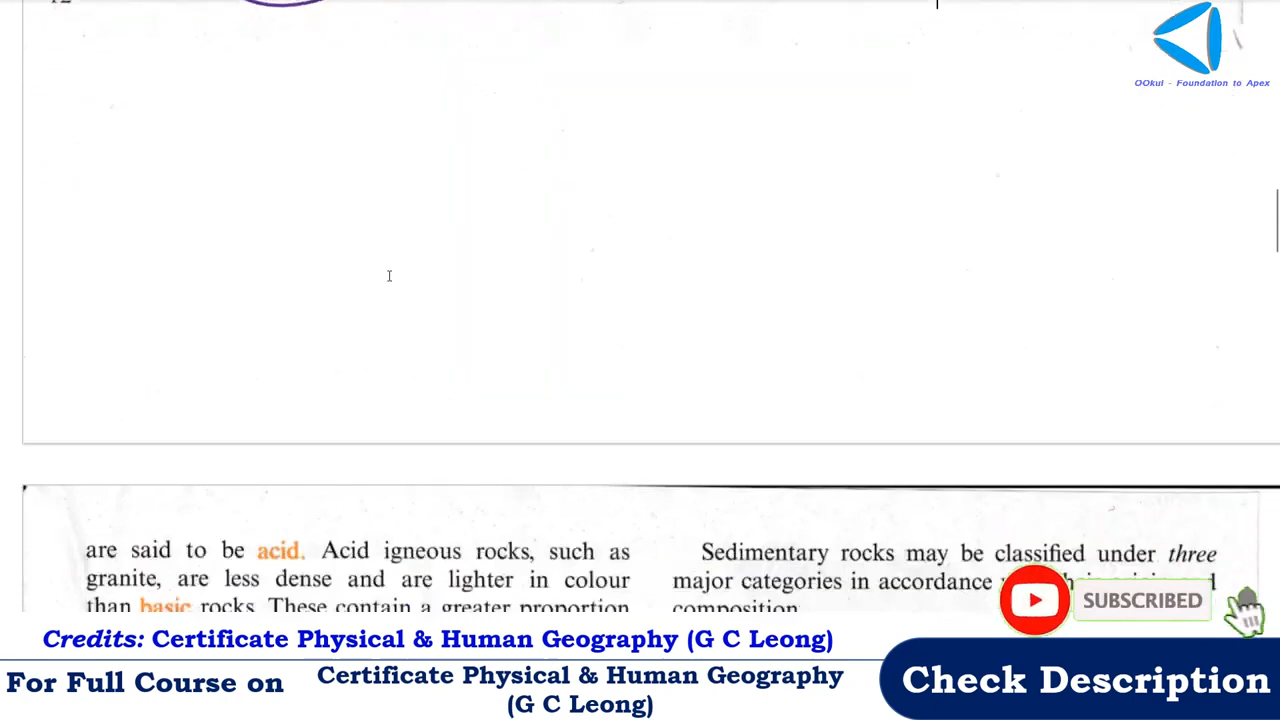 OOkul - Foundation to Apex
are said to be acid. Acid igneous rocks, such as
granite, are less dense and are lighter in colour
than basic rocks. These contain a greater proportion
Sedimentary rocks may be classified under three
major categories in accordance
composition
SUBSCRIBED
Credits: Certificate Physical & Human Geography (G C Leong)
For Full Course on
Certificate Physical & Human Geography
(G C Leong)
Check Description